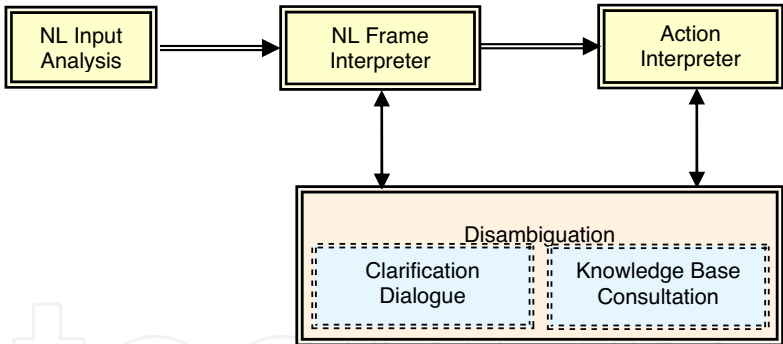 NL Input
Analysis
NL Frame
Interpreter
Action
Interpreter
Disambiguation
Clarification
Dialogue
Knowledge Base
Consultation